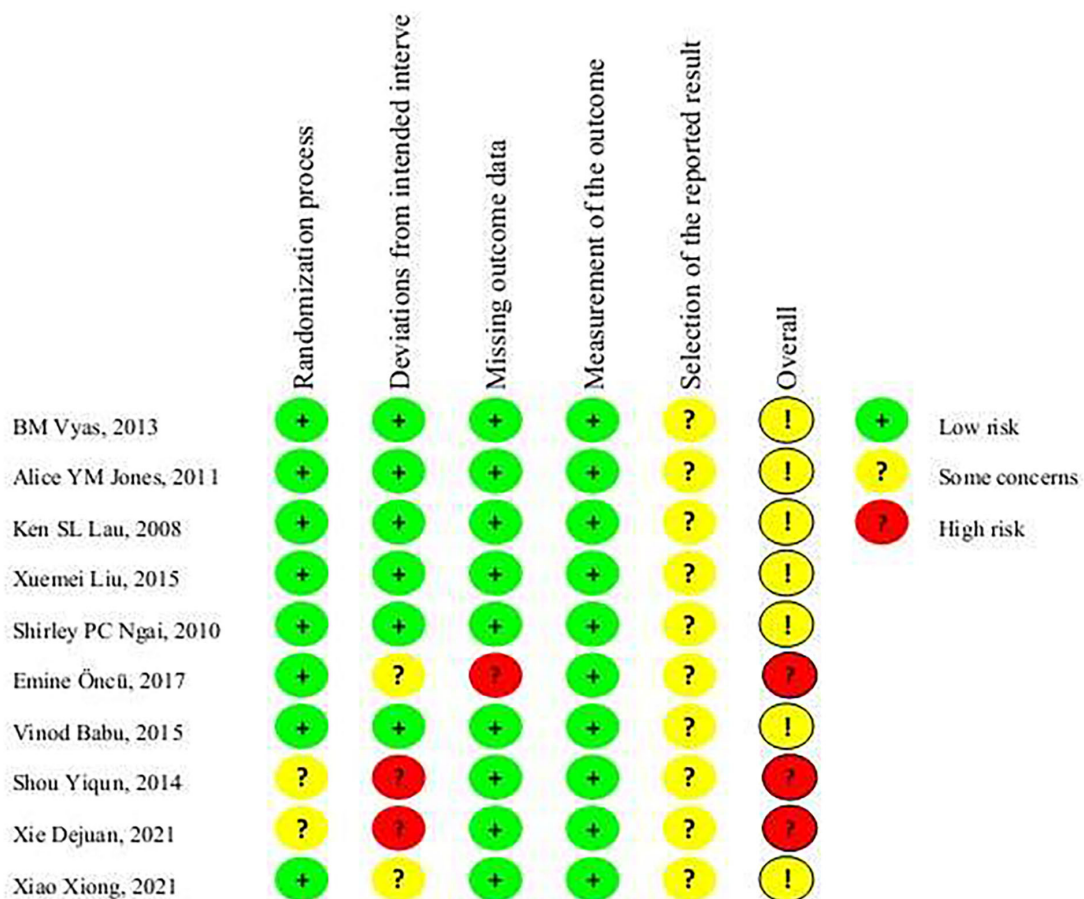 Randomization process
Deviations from intended interve
Missing outcome data
Measurement of the outcome
Selection of the reported result
Overall
BM Vyas, 2013 + + + + ? !
Alice YM Jones, 2011 + + + + ? !
Ken SL Lau, 2008 + + + + ? !
Xuemei Liu, 2015 + + + + ? !
Shirley PC Ngai, 2010 + + + + ? !
Emine Öncü, 2017 + ? ? + ? ?
Vinod Babu, 2015 + + + + ? !
Shou Yiqun, 2014 ? ? + + ? ?
Xie Dejuan, 2021 ? ? + + ? ?
Xiao Xiong, 2021 + ? + + ? !
+ Low risk
? Some concerns
? High risk